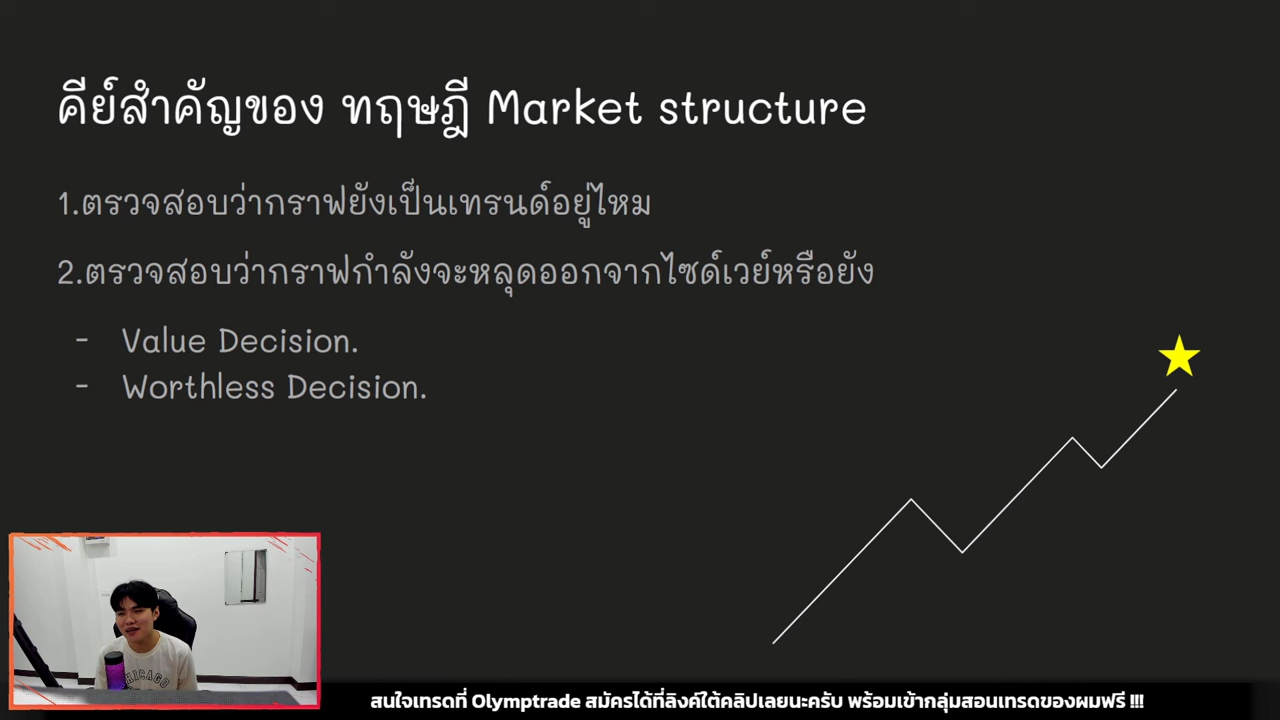 คีย์สำคัญของ ทฤษฎี Market structure
1.ตรวจสอบว่ากราฟยังเป็นเทรนด์อยู่ไหม
2.ตรวจสอบว่ากราฟกำลังจะหลุดออกจากไซด์เวย์หรือยัง
- Value Decision.
- Worthless Decision.
CHICAGO
สนใจเทรดที่ Olymptrade สมัครได้ที่ลิงค์ใต้คลิปเลยนะครับ พร้อมเข้ากลุ่มสอนเทรดของผมฟรี !!!